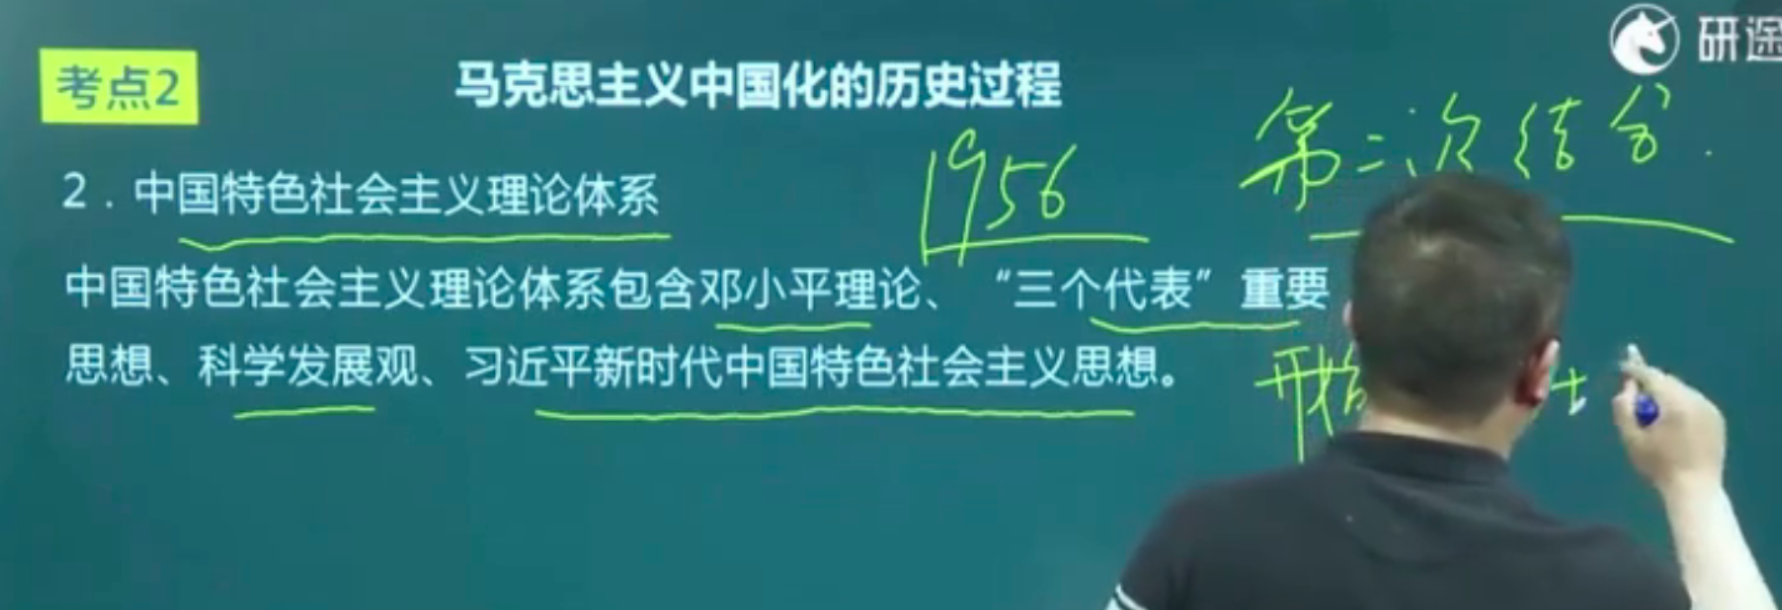 研途
考点2
马克思主义中国化的历史过程
第二次结合.
1956
2．中国特色社会主义理论体系
中国特色社会主义理论体系包含邓小平理论、“三个代表”重要
思想、科学发展观、习近平新时代中国特色社会主义思想。
开始